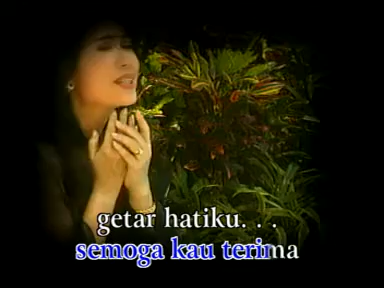 getar hatiku. . .
semoga kau terima